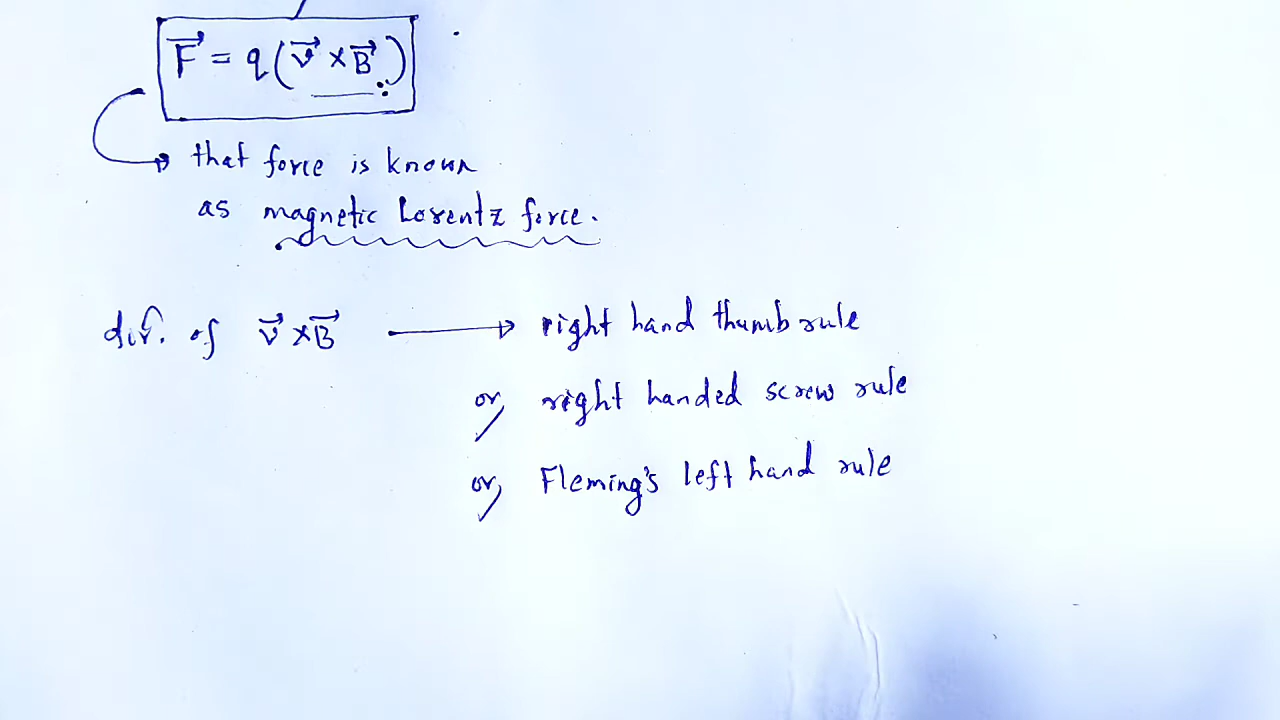 F⃗ = q(v⃗ × B⃗)
that force is known
as magnetic Lorentz force.
dir. of v⃗ × B⃗ → right hand thumb rule
or, right handed screw rule
or, Fleming's left hand rule